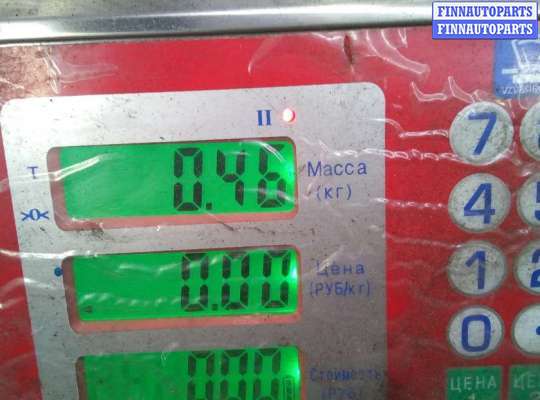 FINNAUTOPARTS
FINNAUTOPARTS
II
7
T
0.46
Масса
(кг)
4
>0<
0.00
Цена
(РУБ/кг)
1
0
Стоимость
ЦЕНА